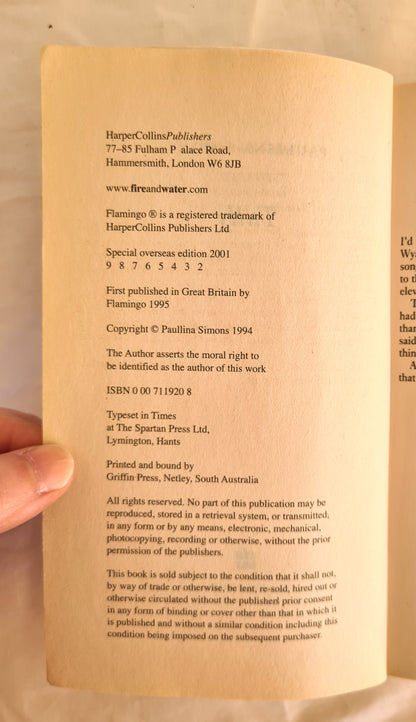 HarperCollinsPublishers
77–85 Fulham P alace Road,
Hammersmith, London W6 8JB
www.fireandwater.com
Flamingo ® is a registered trademark of
HarperCollins Publishers Ltd
Special overseas edition 2001
9 8 7 6 5 4 3 2
First published in Great Britain by
Flamingo 1995
Copyright © Paullina Simons 1994
The Author asserts the moral right to
be identified as the author of this work
ISBN 0 00 711920 8
Typeset in Times
at The Spartan Press Ltd,
Lymington, Hants
Printed and bound by
Griffin Press, Netley, South Australia
All rights reserved. No part of this publication may be
reproduced, stored in a retrieval system, or transmitted,
in any form or by any means, electronic, mechanical,
photocopying, recording or otherwise, without the prior
permission of the publishers.
This book is sold subject to the condition that it shall not,
by way of trade or otherwise, be lent, re-sold, hired out or
otherwise circulated without the publisher's prior consent
in any form of binding or cover other than that in which it
is published and without a similar condition including this
condition being imposed on the subsequent purchaser.
I'd
Wy
son
to t
elev
T
had
than
said
thin
A
that